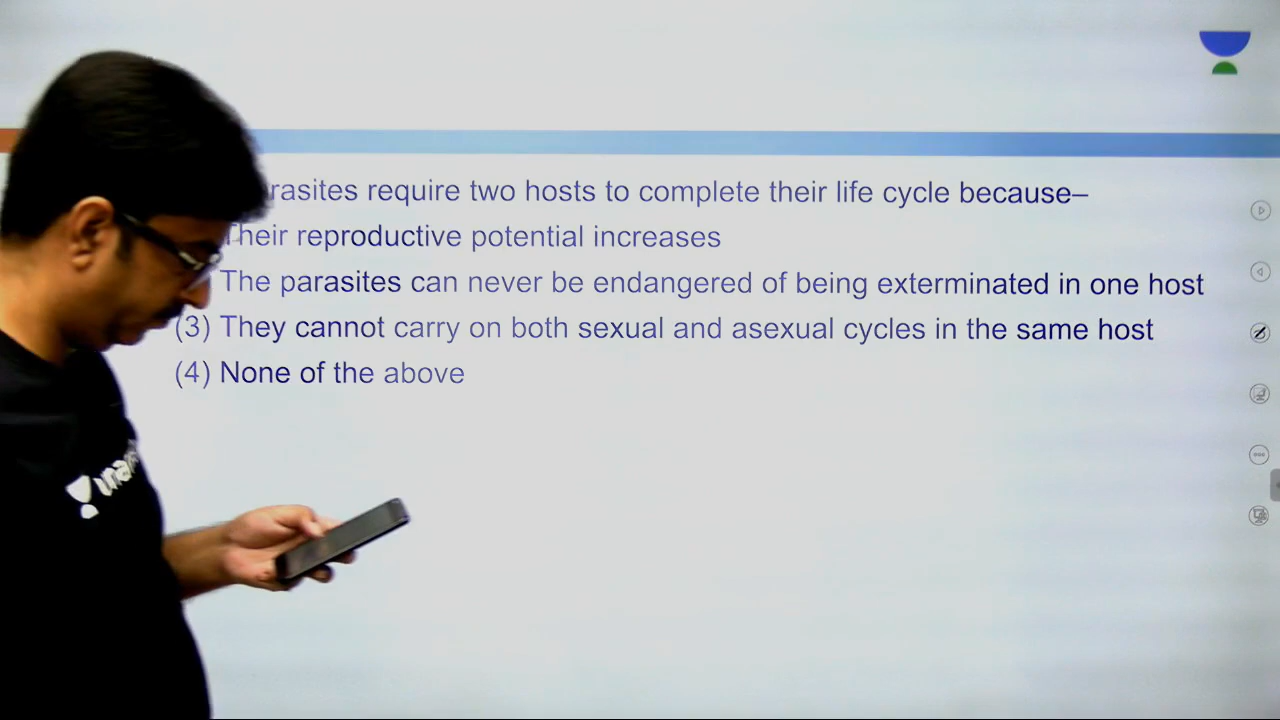 require two hosts to complete their life cycle because–
Their reproductive potential increases
The parasites can never be endangered of being exterminated in one host
(3) They cannot carry on both sexual and asexual cycles in the same host
(4) None of the above